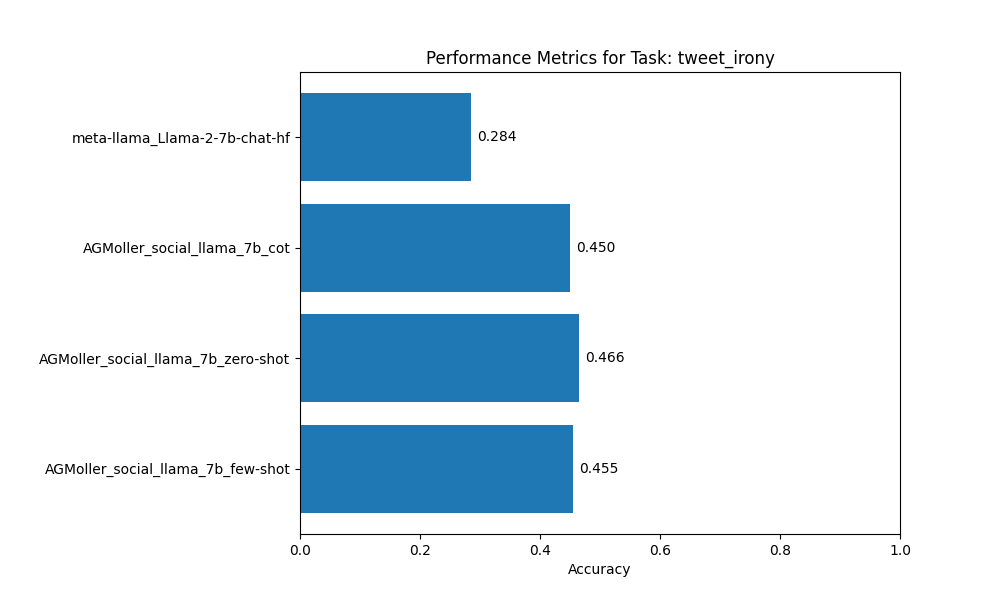 Performance Metrics for Task: tweet_irony
meta-llama_Llama-2-7b-chat-hf
0.284
AGMoller_social_llama_7b_cot
0.450
AGMoller_social_llama_7b_zero-shot
0.466
AGMoller_social_llama_7b_few-shot
0.455
0.0 0.2 0.4 0.6 0.8 1.0
Accuracy